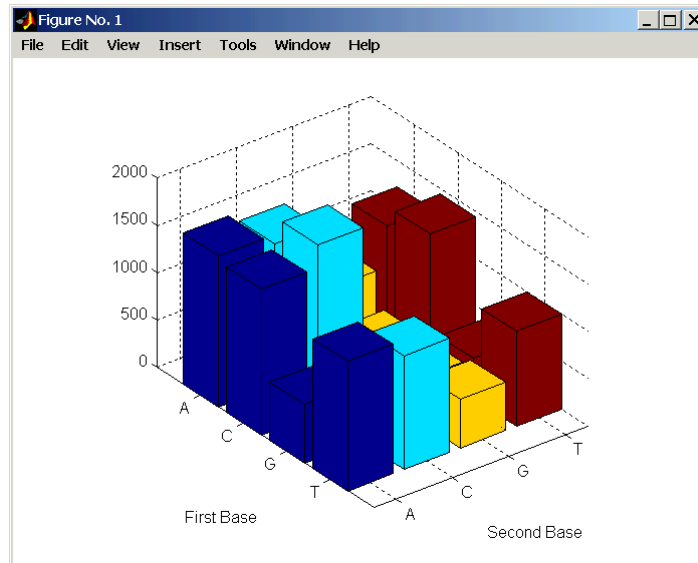 Figure No. 1
File Edit View Insert Tools Window Help
2000
1500
1000
500
0
A
C
G
T
First Base
A
C
G
T
Second Base